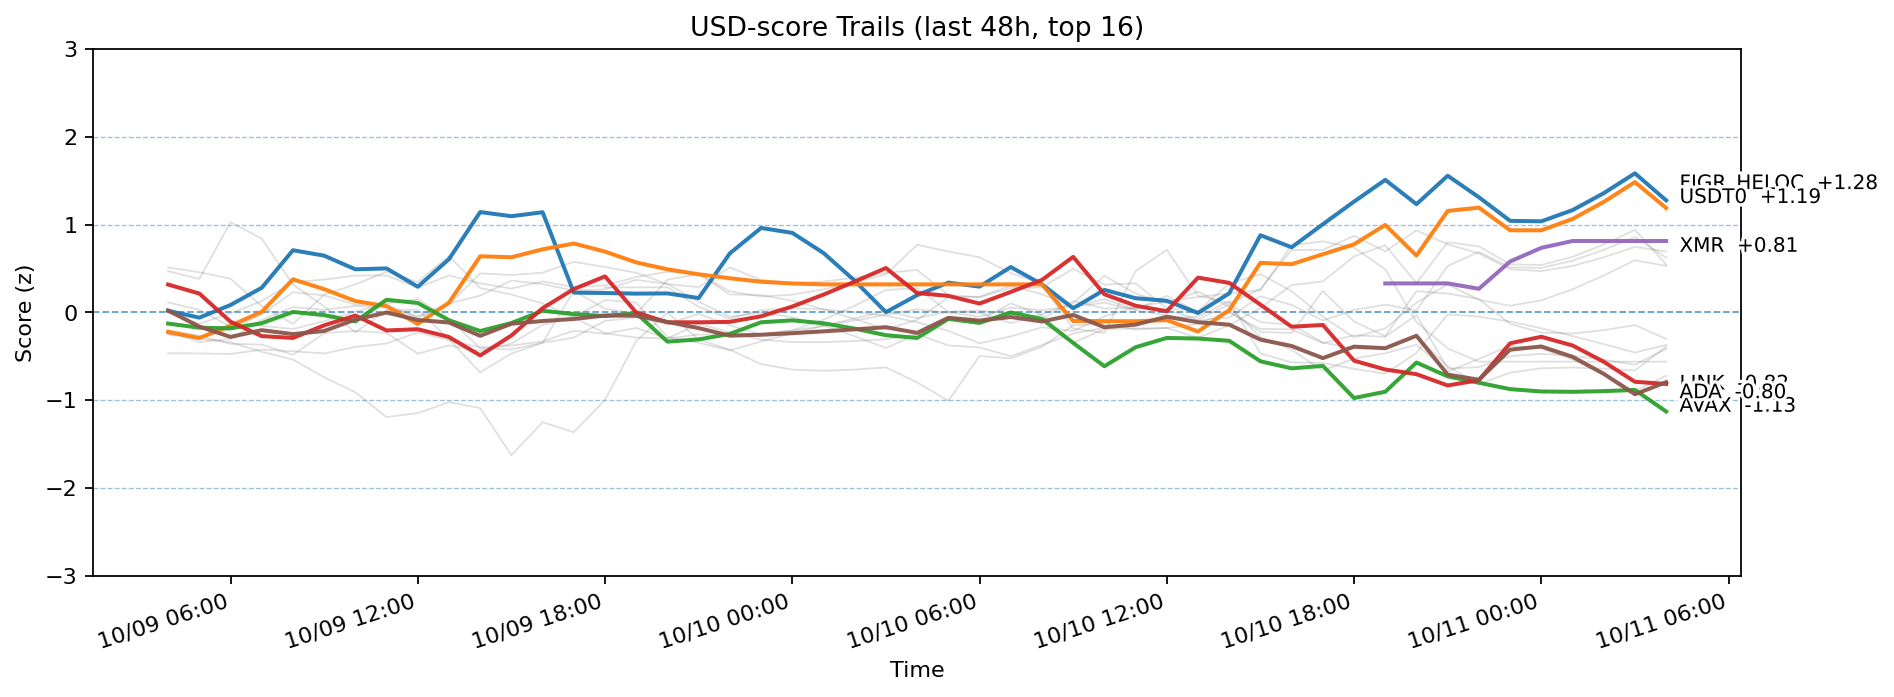 USD-score Trails (last 48h, top 16)
Score (z)
3
2
1
0
−1
−2
−3
FIGR_HELOC +1.28
USDT0 +1.19
XMR +0.81
LINK -0.82
ADA -0.80
AVAX -1.13
10/09 06:00
10/09 12:00
10/09 18:00
10/10 00:00
10/10 06:00
10/10 12:00
10/10 18:00
10/11 00:00
10/11 06:00
Time